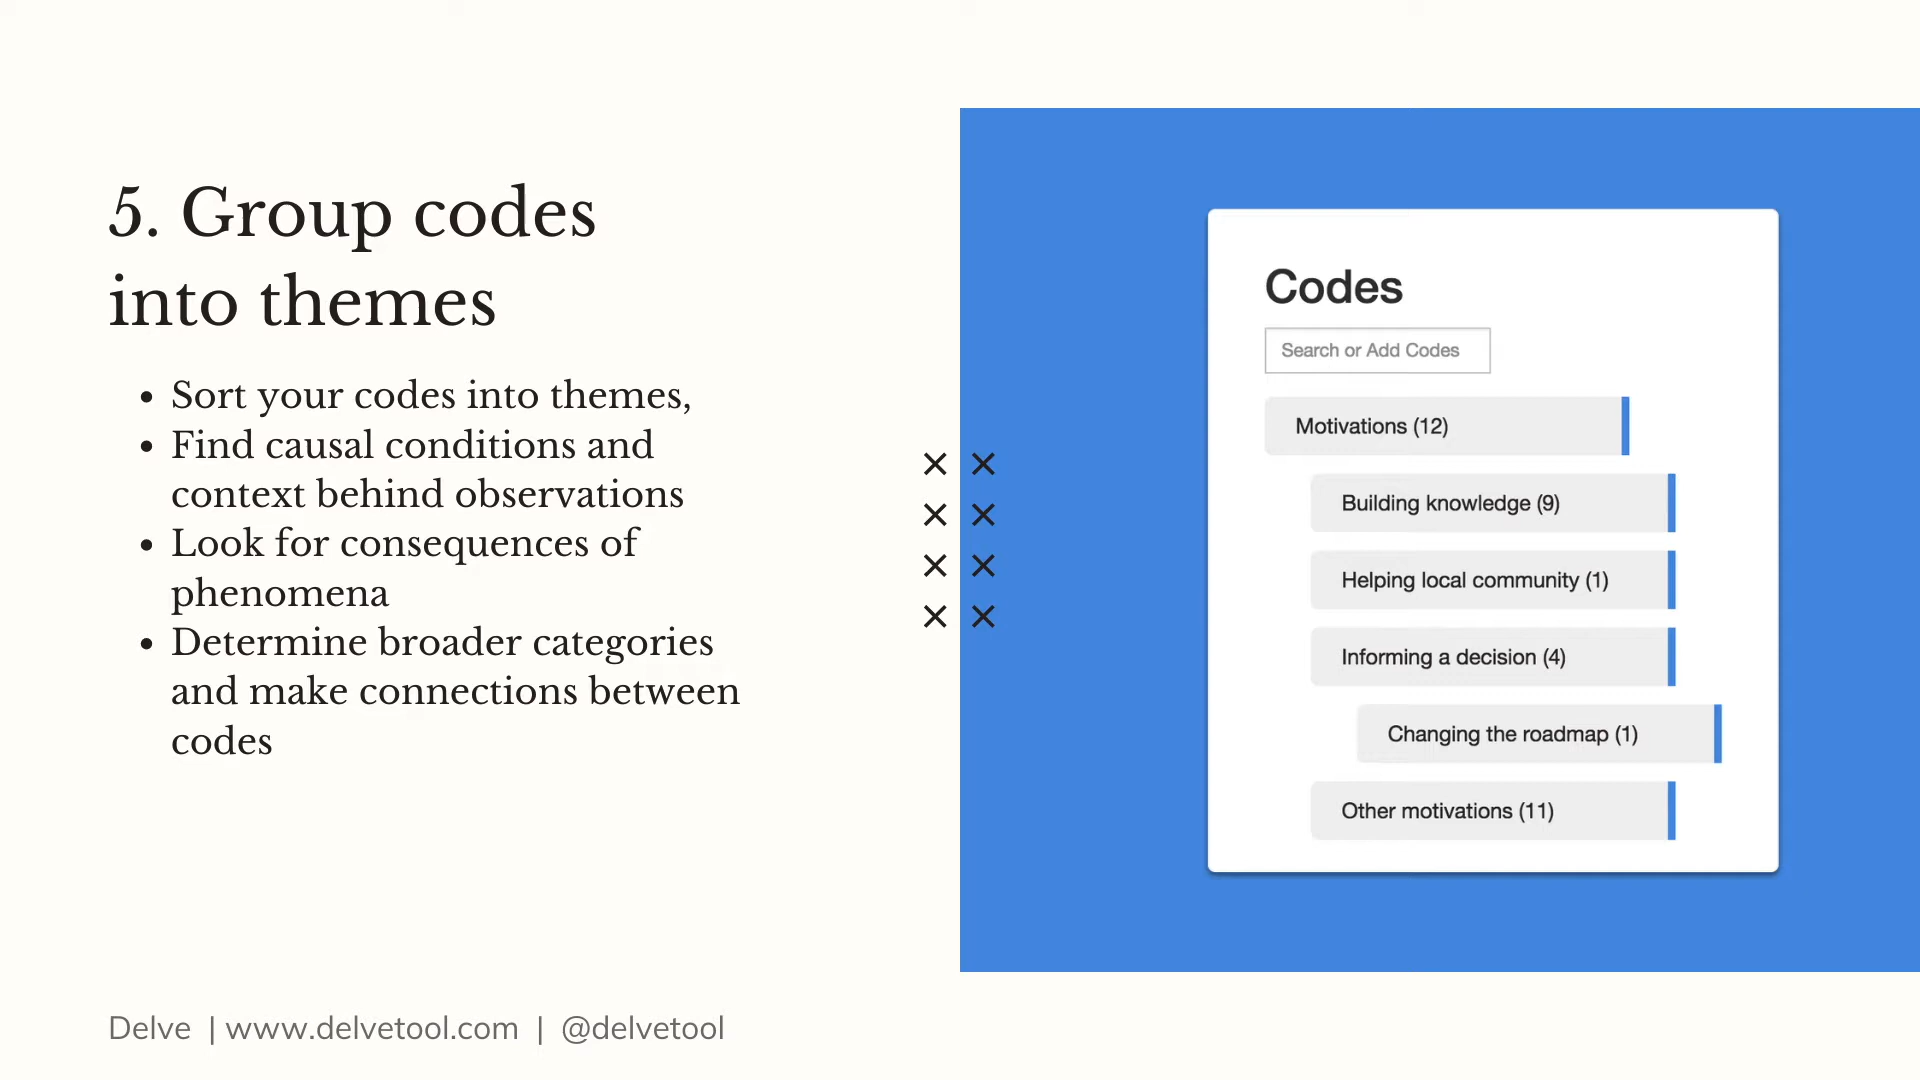 5. Group codes
into themes
• Sort your codes into themes,
• Find causal conditions and
context behind observations
• Look for consequences of
phenomena
• Determine broader categories
and make connections between
codes
Codes
Search or Add Codes
Motivations (12)
Building knowledge (9)
Helping local community (1)
Informing a decision (4)
Changing the roadmap (1)
Other motivations (11)
Delve | www.delvetool.com | @delvetool